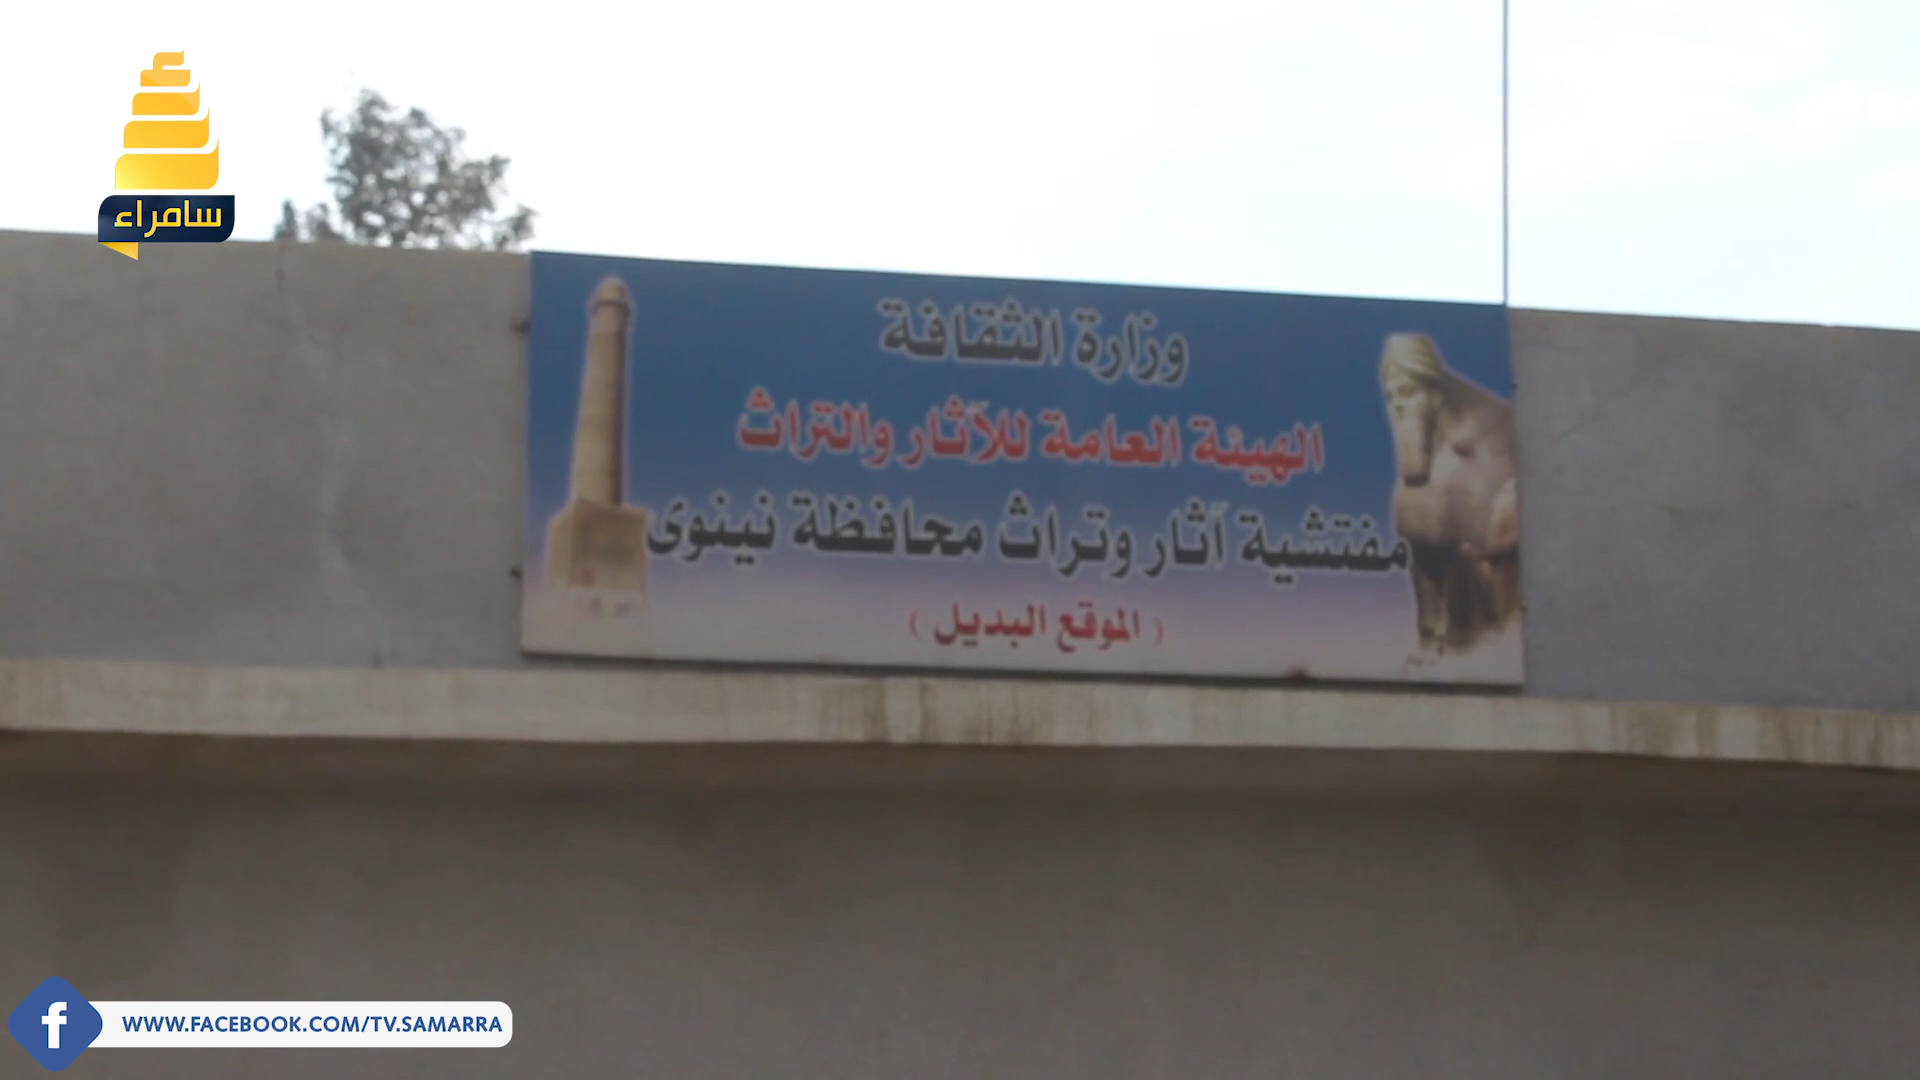 سامراء
وزارة الثقافة
الهيئة العامة للآثار والتراث
مفتشية آثار وتراث محافظة نينوى
( الموقع البديل )
WWW.FACEBOOK.COM/TV.SAMARRA